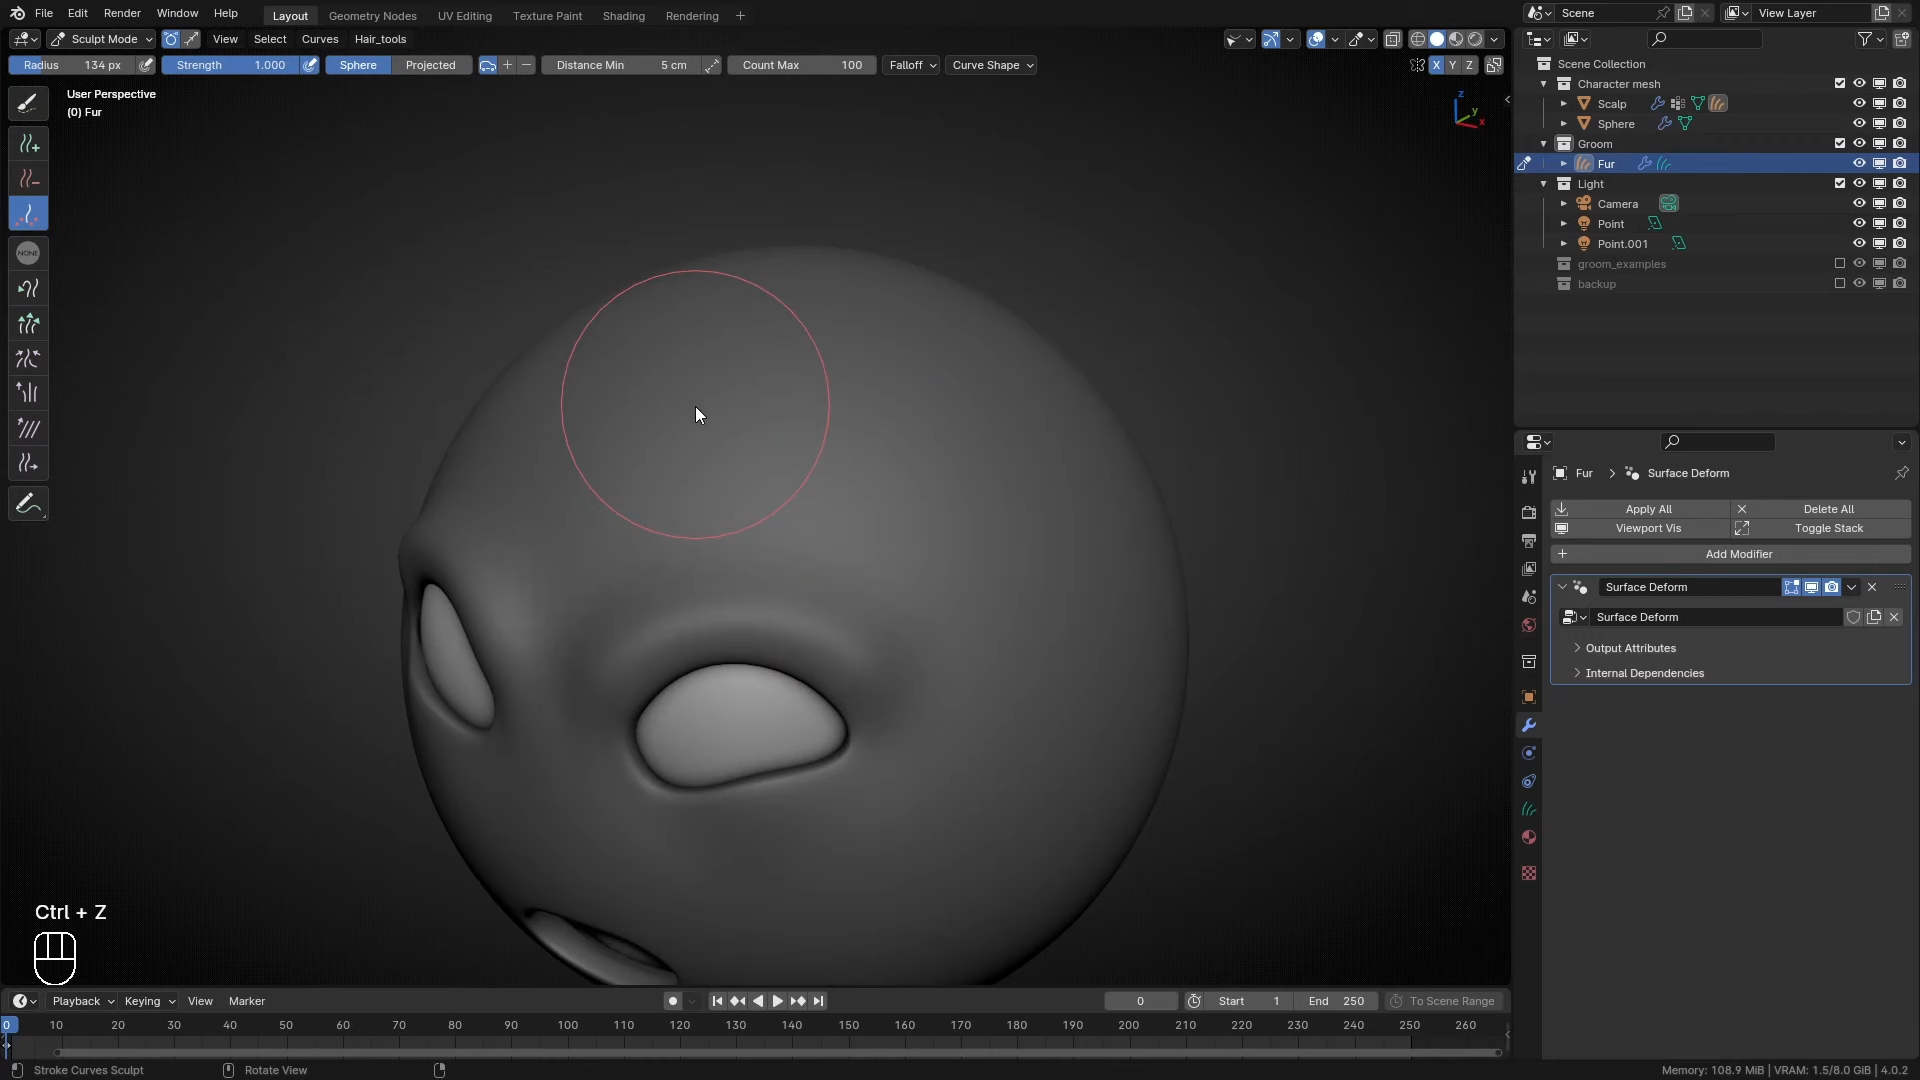 File Edit Render Window Help
Layout Geometry Nodes UV Editing Texture Paint Shading Rendering +
Scene
View Layer
Sculpt Mode
View Select Curves Hair_tools
Radius 134 px
Strength 1.000
Sphere Projected
+ −
Distance Min 5 cm
Count Max 100
Falloff
Curve Shape
X Y Z
User Perspective
(0) Fur
z
y
x
NONE
Scene Collection
Character mesh
Scalp
Sphere
Groom
Fur
Light
Camera
Point
Point.001
groom_examples
backup
Fur > Surface Deform
Apply All
Delete All
Viewport Vis
Toggle Stack
+ Add Modifier
Surface Deform
Surface Deform
Output Attributes
Internal Dependencies
Ctrl + Z
Playback Keying View Marker
0
Start 1
End 250
To Scene Range
0 10 20 30 40 50 60 70 80 90 100 110 120 130 140 150 160 170 180 190 200 210 220 230 240 250 260
Stroke Curves Sculpt
Rotate View
Memory: 108.9 MiB | VRAM: 1.5/8.0 GiB | 4.0.2